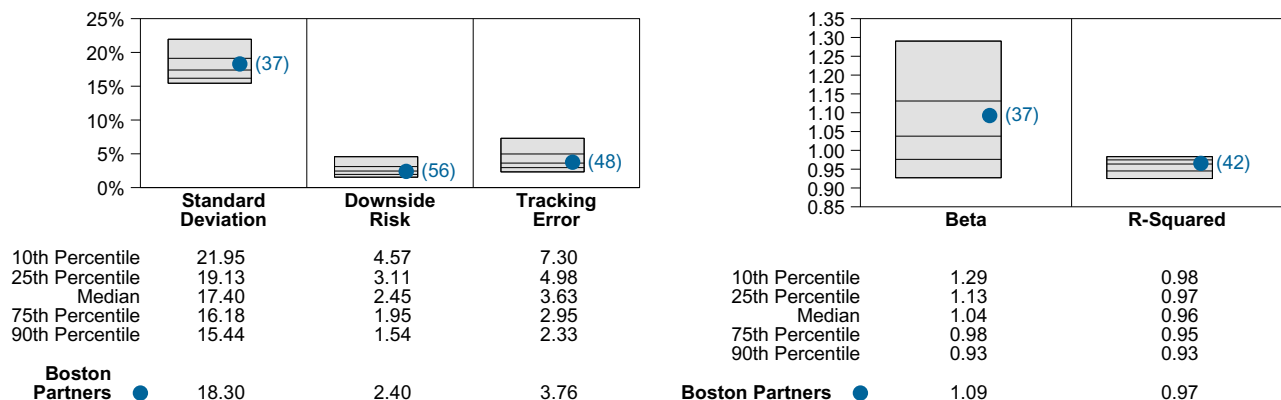 25%
20%
15%
10%
5%
0%
(37)
(56)
(48)
Standard Deviation
Downside Risk
Tracking Error
10th Percentile 21.95 4.57 7.30
25th Percentile 19.13 3.11 4.98
Median 17.40 2.45 3.63
75th Percentile 16.18 1.95 2.95
90th Percentile 15.44 1.54 2.33
Boston
Partners 18.30 2.40 3.76
1.35
1.30
1.25
1.20
1.15
1.10
1.05
1.00
0.95
0.90
0.85
(37)
(42)
Beta R-Squared
10th Percentile 1.29 0.98
25th Percentile 1.13 0.97
Median 1.04 0.96
75th Percentile 0.98 0.95
90th Percentile 0.93 0.93
Boston Partners 1.09 0.97